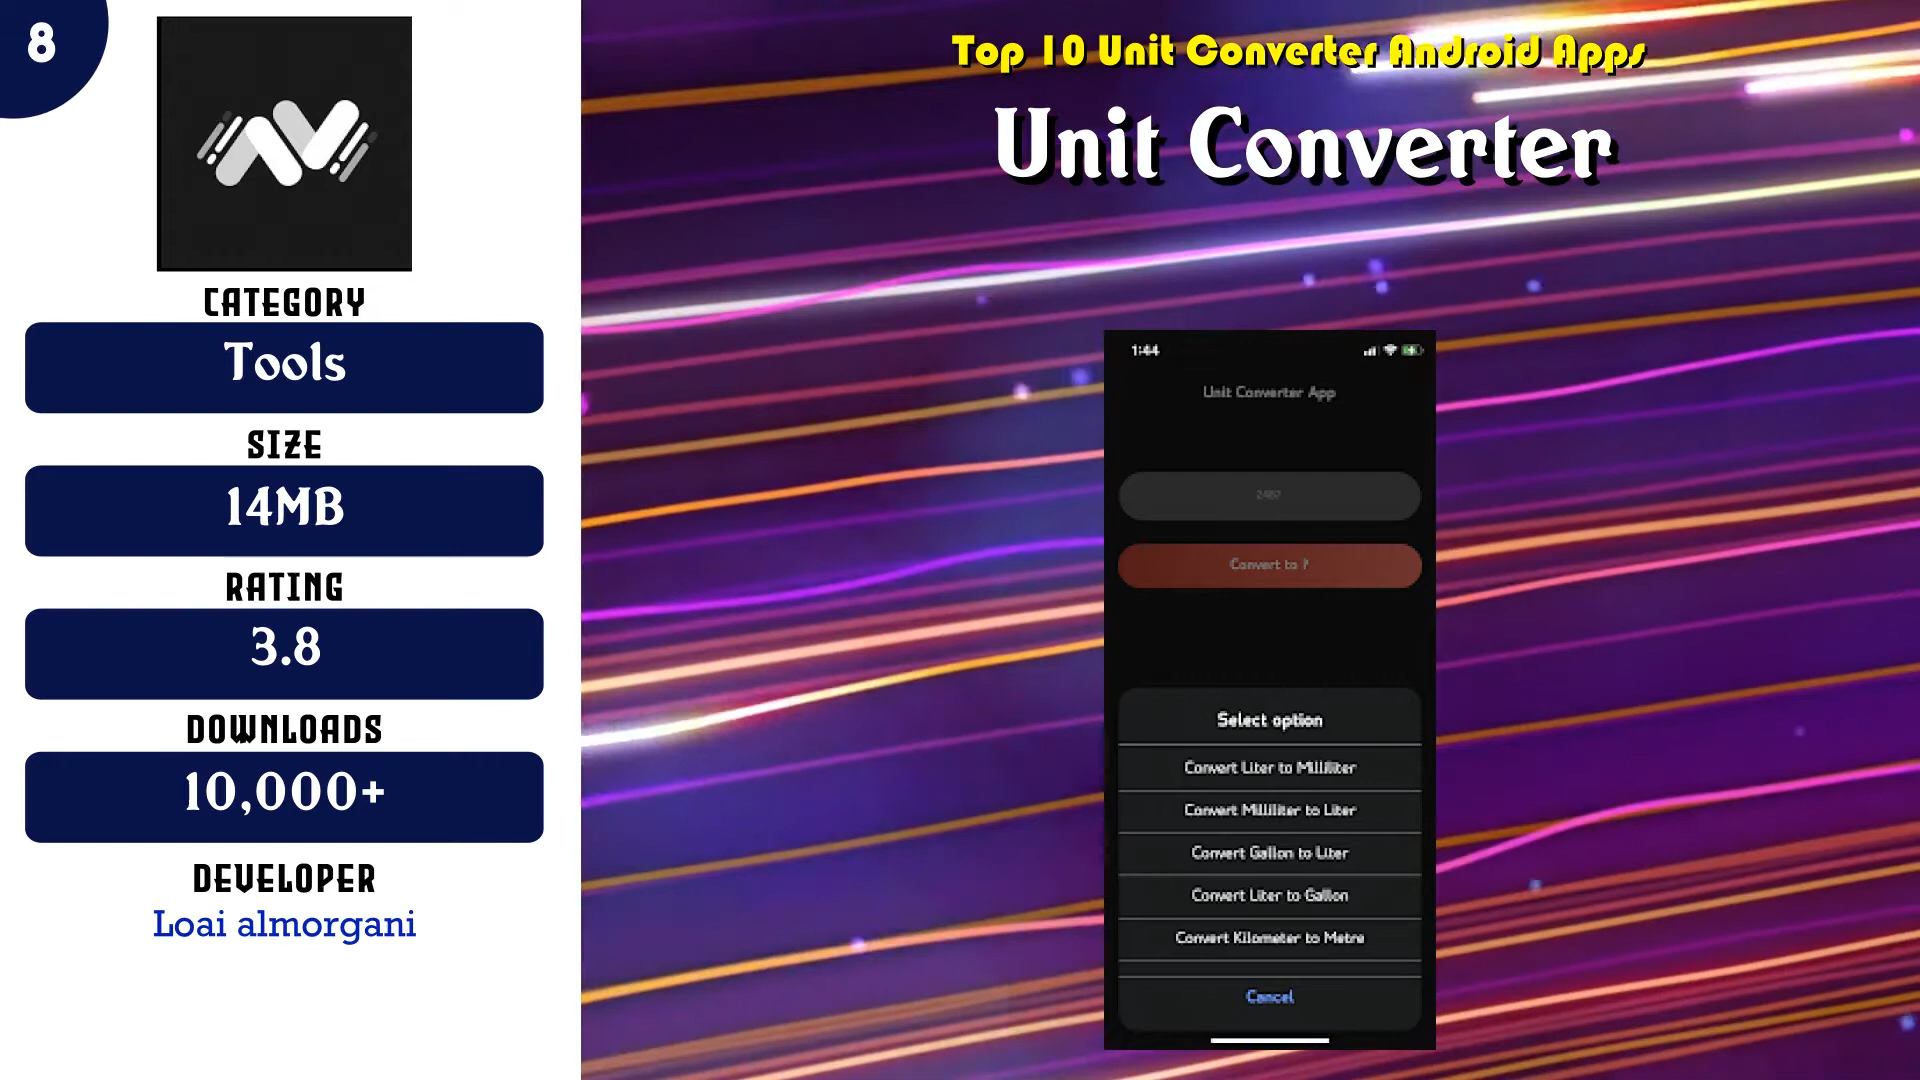 8
CATEGORY
Tools
SIZE
14MB
RATING
3.8
DOWNLOADS
10,000+
DEVELOPER
Loai almorgani
Top 10 Unit Converter Android Apps
Unit Converter
1:44
Unit Converter App
Convert to ?
Select option
Convert Liter to Milliliter
Convert Milliliter to Liter
Convert Gallon to Liter
Convert Liter to Gallon
Convert Kilometer to Metre
Cancel